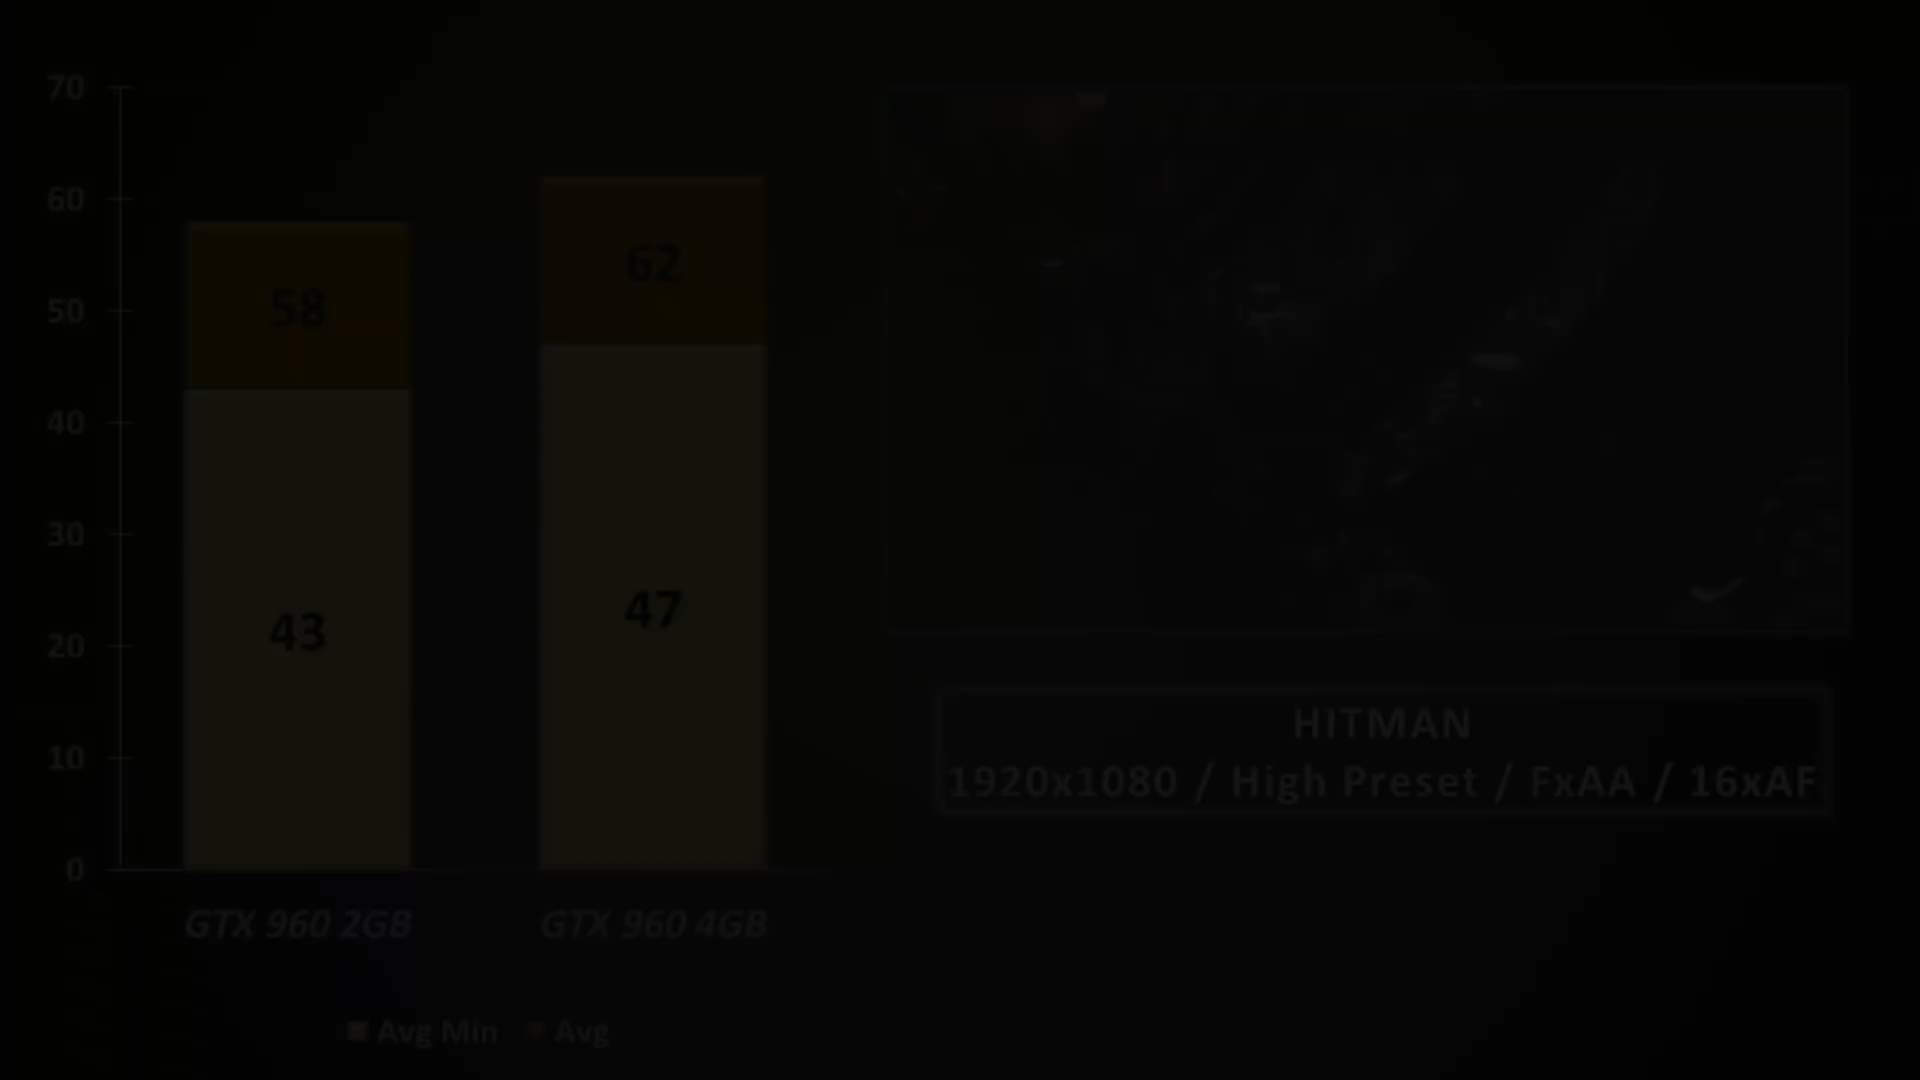 70
60
50
40
30
20
10
0
58
43
62
47
GTX 960 2GB
GTX 960 4GB
Avg Min
Avg
HITMAN
1920x1080 / High Preset / FxAA / 16xAF